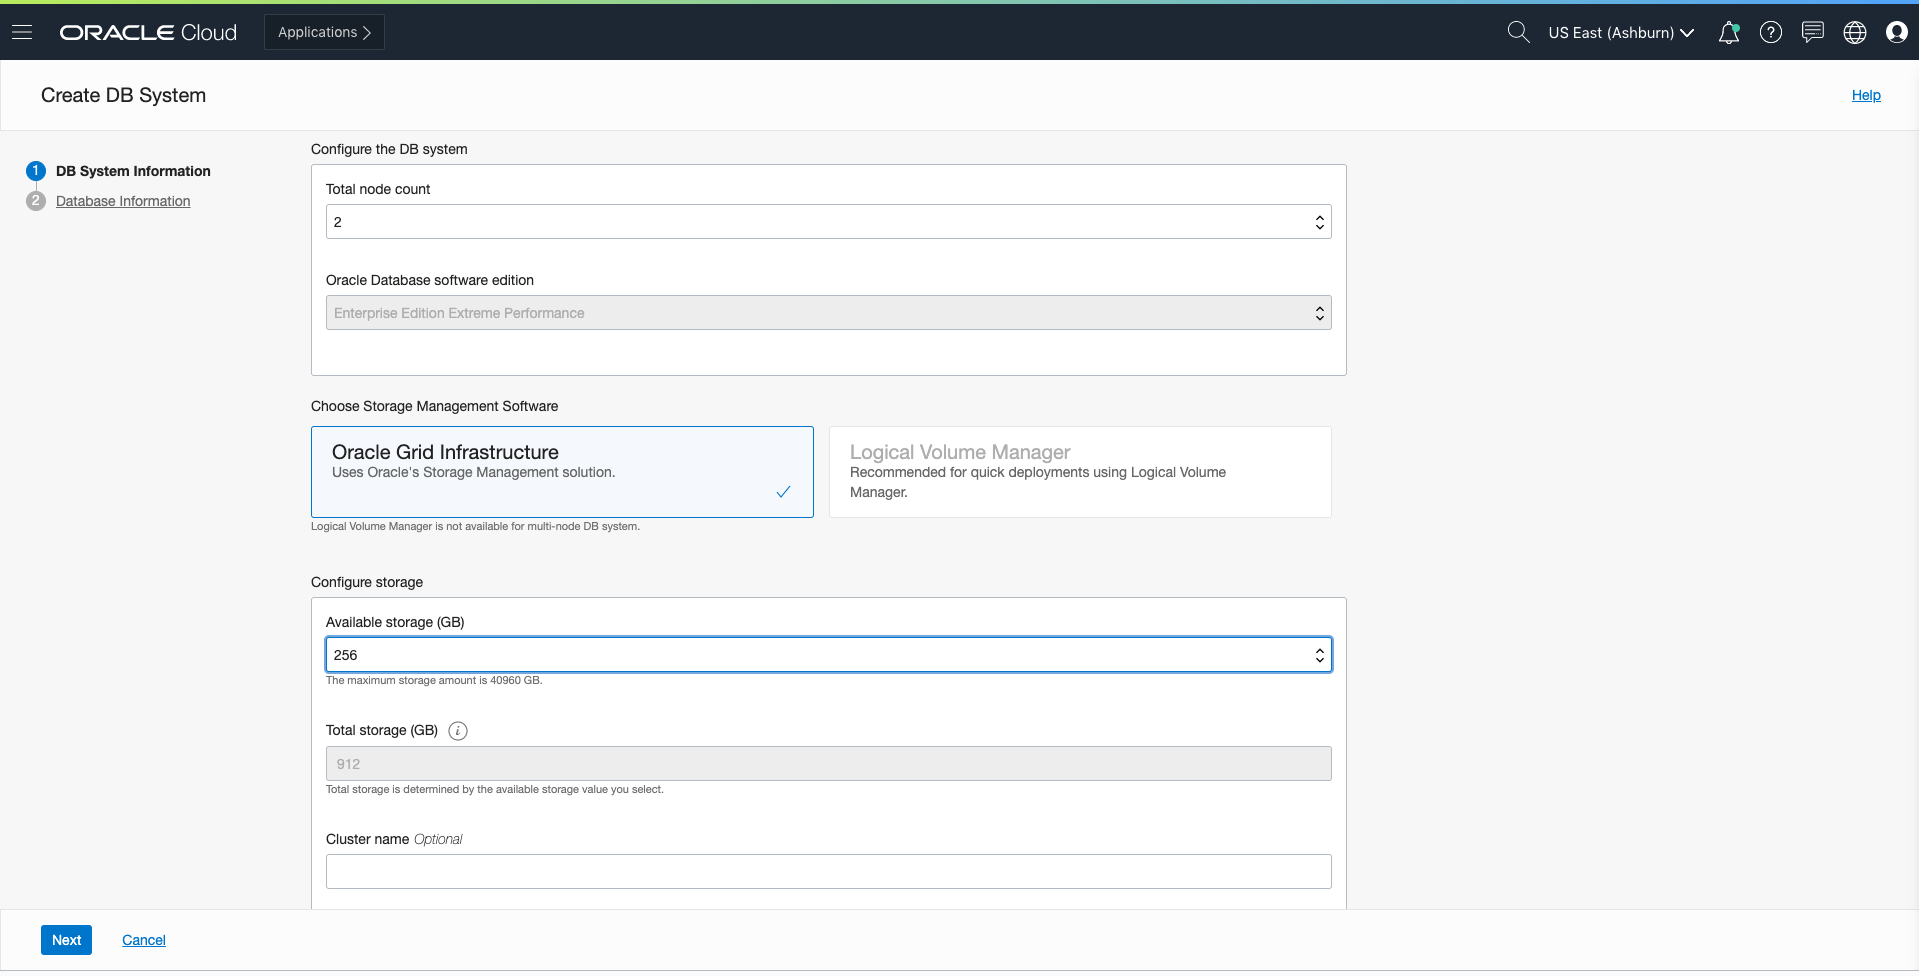 ORACLE Cloud
Applications
US East (Ashburn)
Create DB System
Help
1 DB System Information
2 Database Information
Configure the DB system
Total node count
2
Oracle Database software edition
Enterprise Edition Extreme Performance
Choose Storage Management Software
Oracle Grid Infrastructure
Uses Oracle's Storage Management solution.
Logical Volume Manager
Recommended for quick deployments using Logical Volume
Manager.
Logical Volume Manager is not available for multi-node DB system.
Configure storage
Available storage (GB)
256
The maximum storage amount is 40960 GB.
Total storage (GB) i
912
Total storage is determined by the available storage value you select.
Cluster name Optional
Next
Cancel